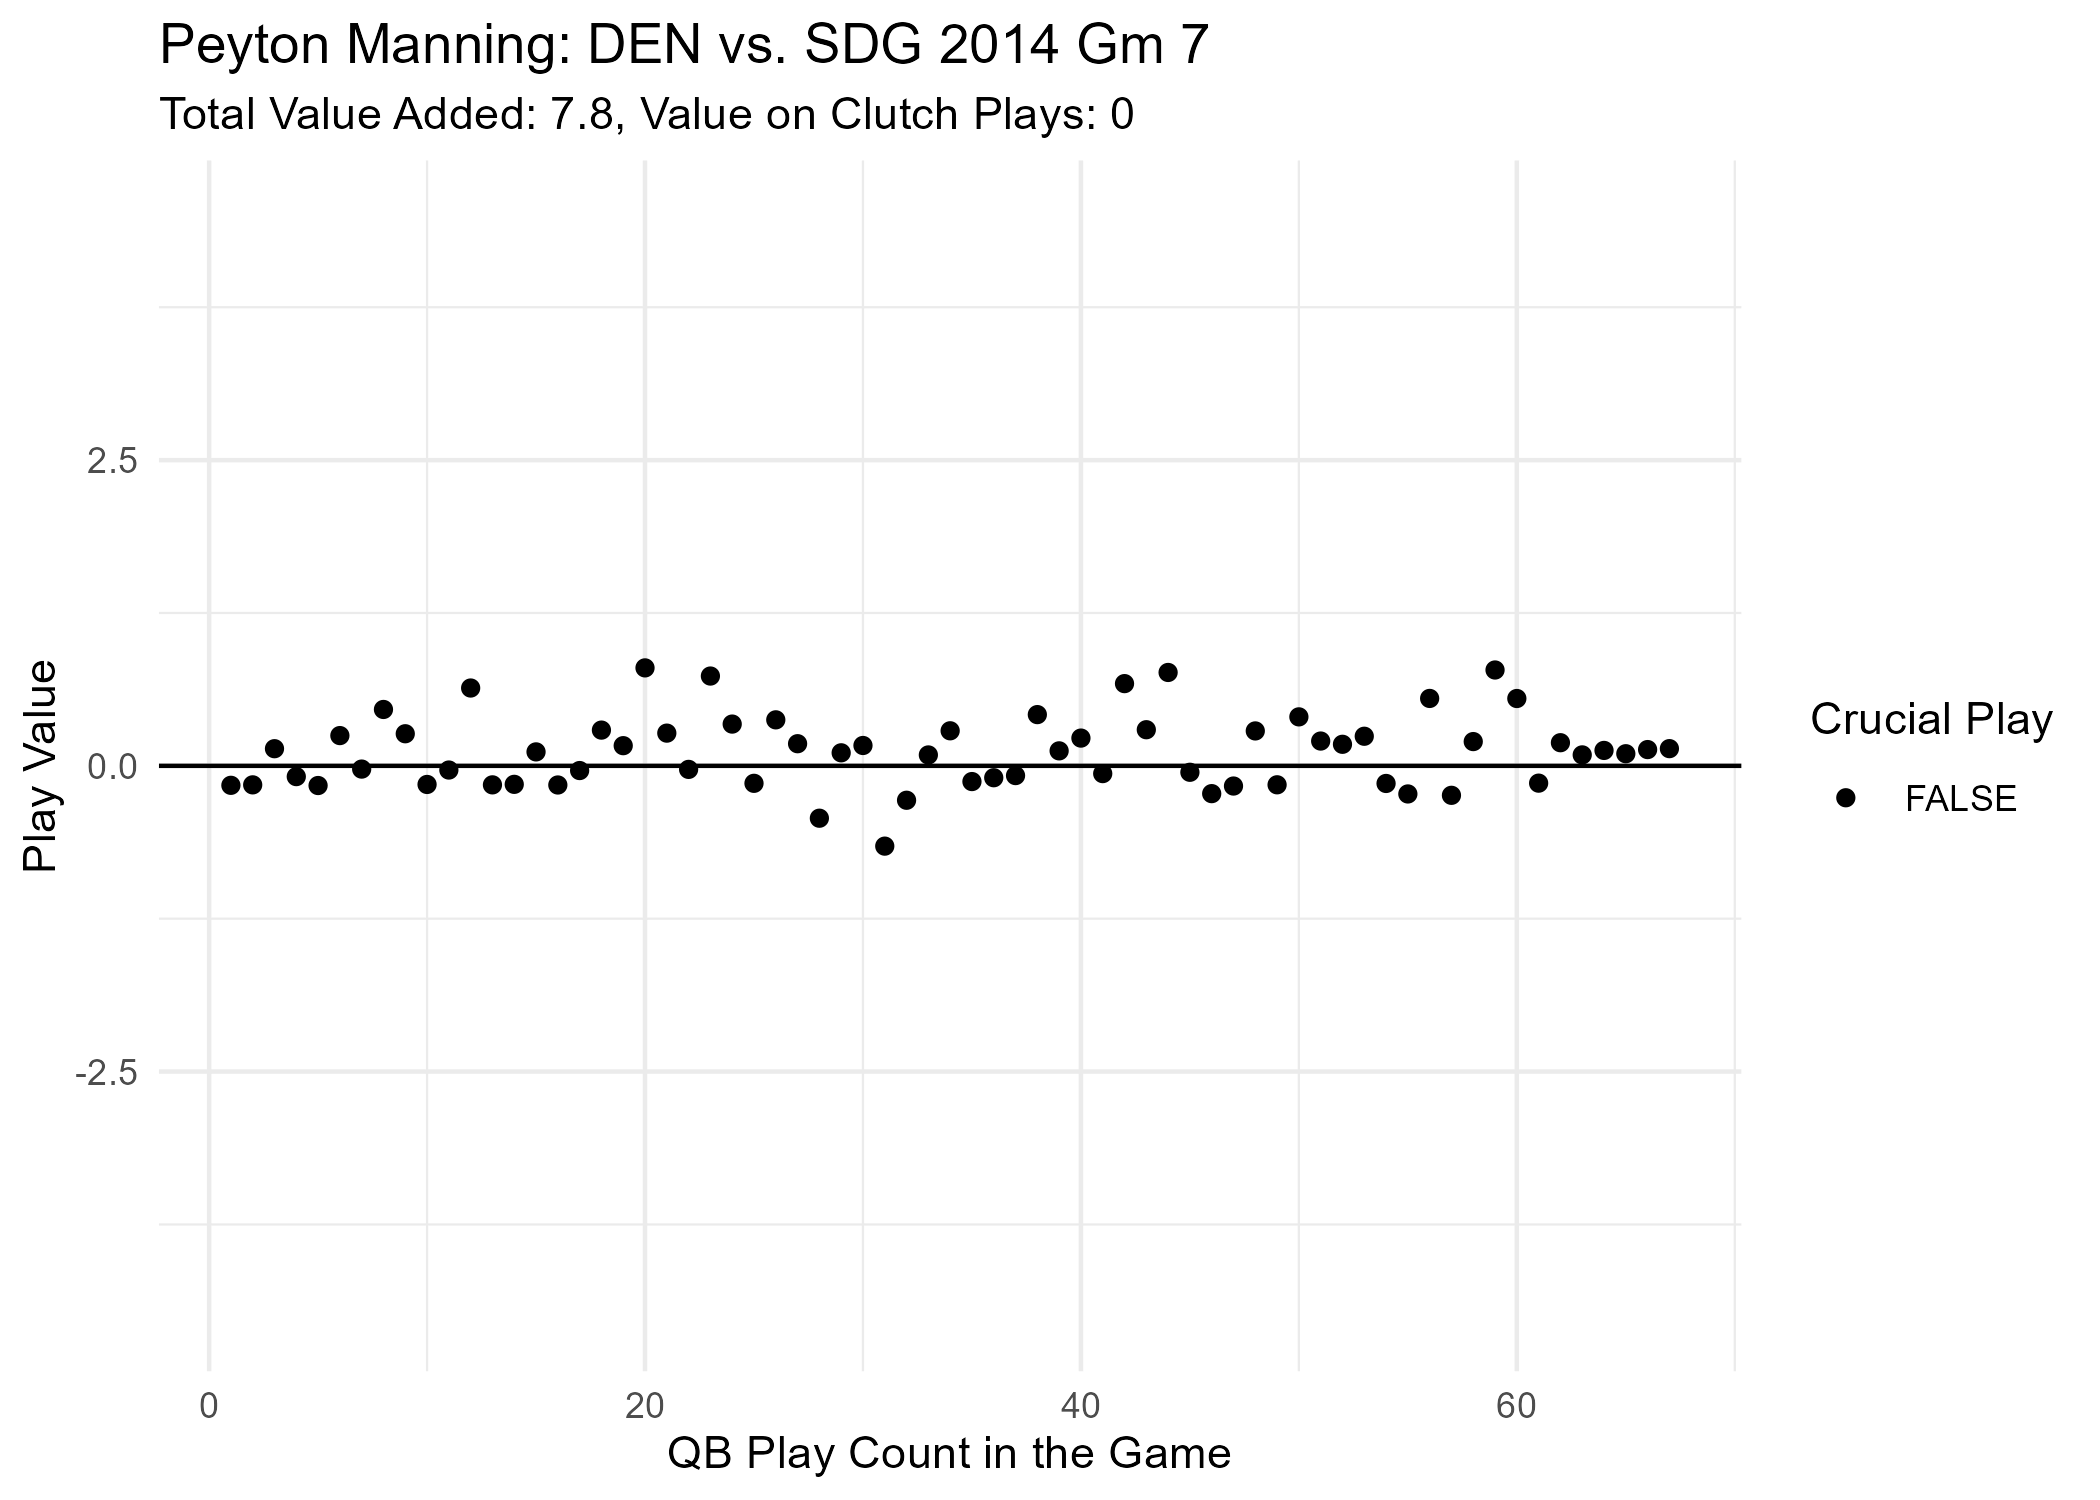 Peyton Manning: DEN vs. SDG 2014 Gm 7
Total Value Added: 7.8, Value on Clutch Plays: 0
Play Value
2.5
0.0
-2.5
0
20
40
60
QB Play Count in the Game
Crucial Play
FALSE